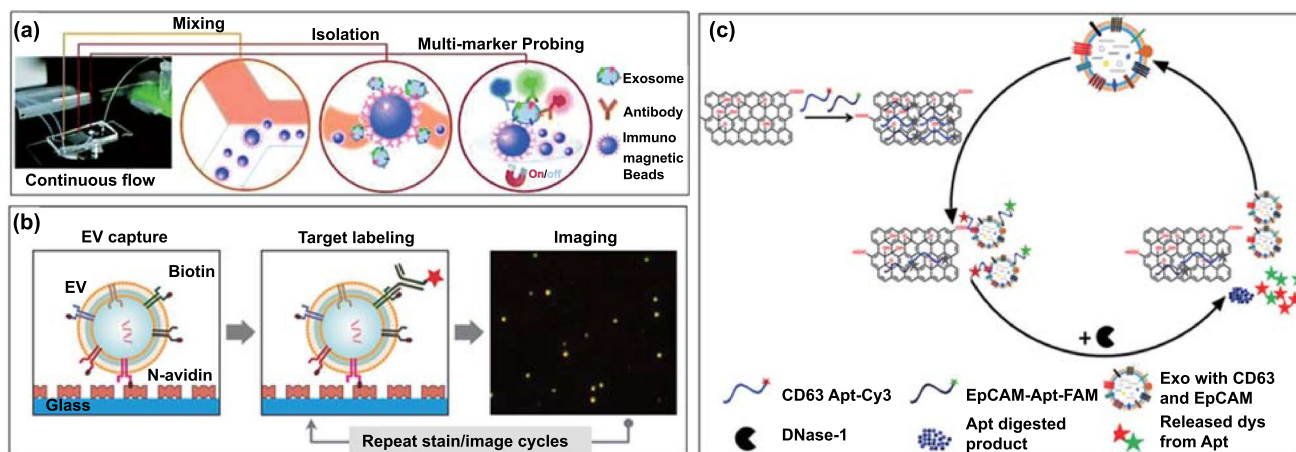 (a)
Mixing
Isolation
Multi-marker Probing
Exosome
Antibody
Immuno
magnetic
Beads
On/off
Continuous flow
(b)
EV capture
Target labeling
Imaging
Biotin
EV
N-avidin
Glass
Repeat stain/image cycles
(c)
+
CD63 Apt-Cy3
EpCAM-Apt-FAM
Exo with CD63
and EpCAM
DNase-1
Apt digested
product
Released dys
from Apt